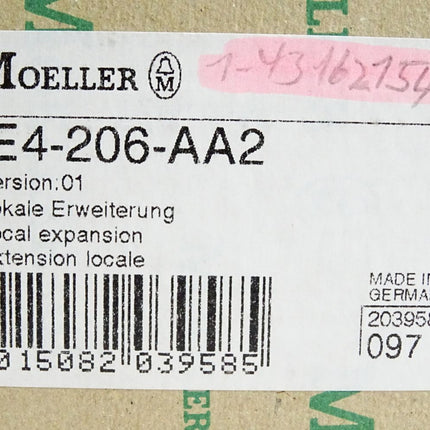 MOELLER M 1-43162154
E4-206-AA2
ersion:01
okale Erweiterung
ocal expansion
xtension locale
MADE IN
GERMA
20395
097
015082 039585
ER